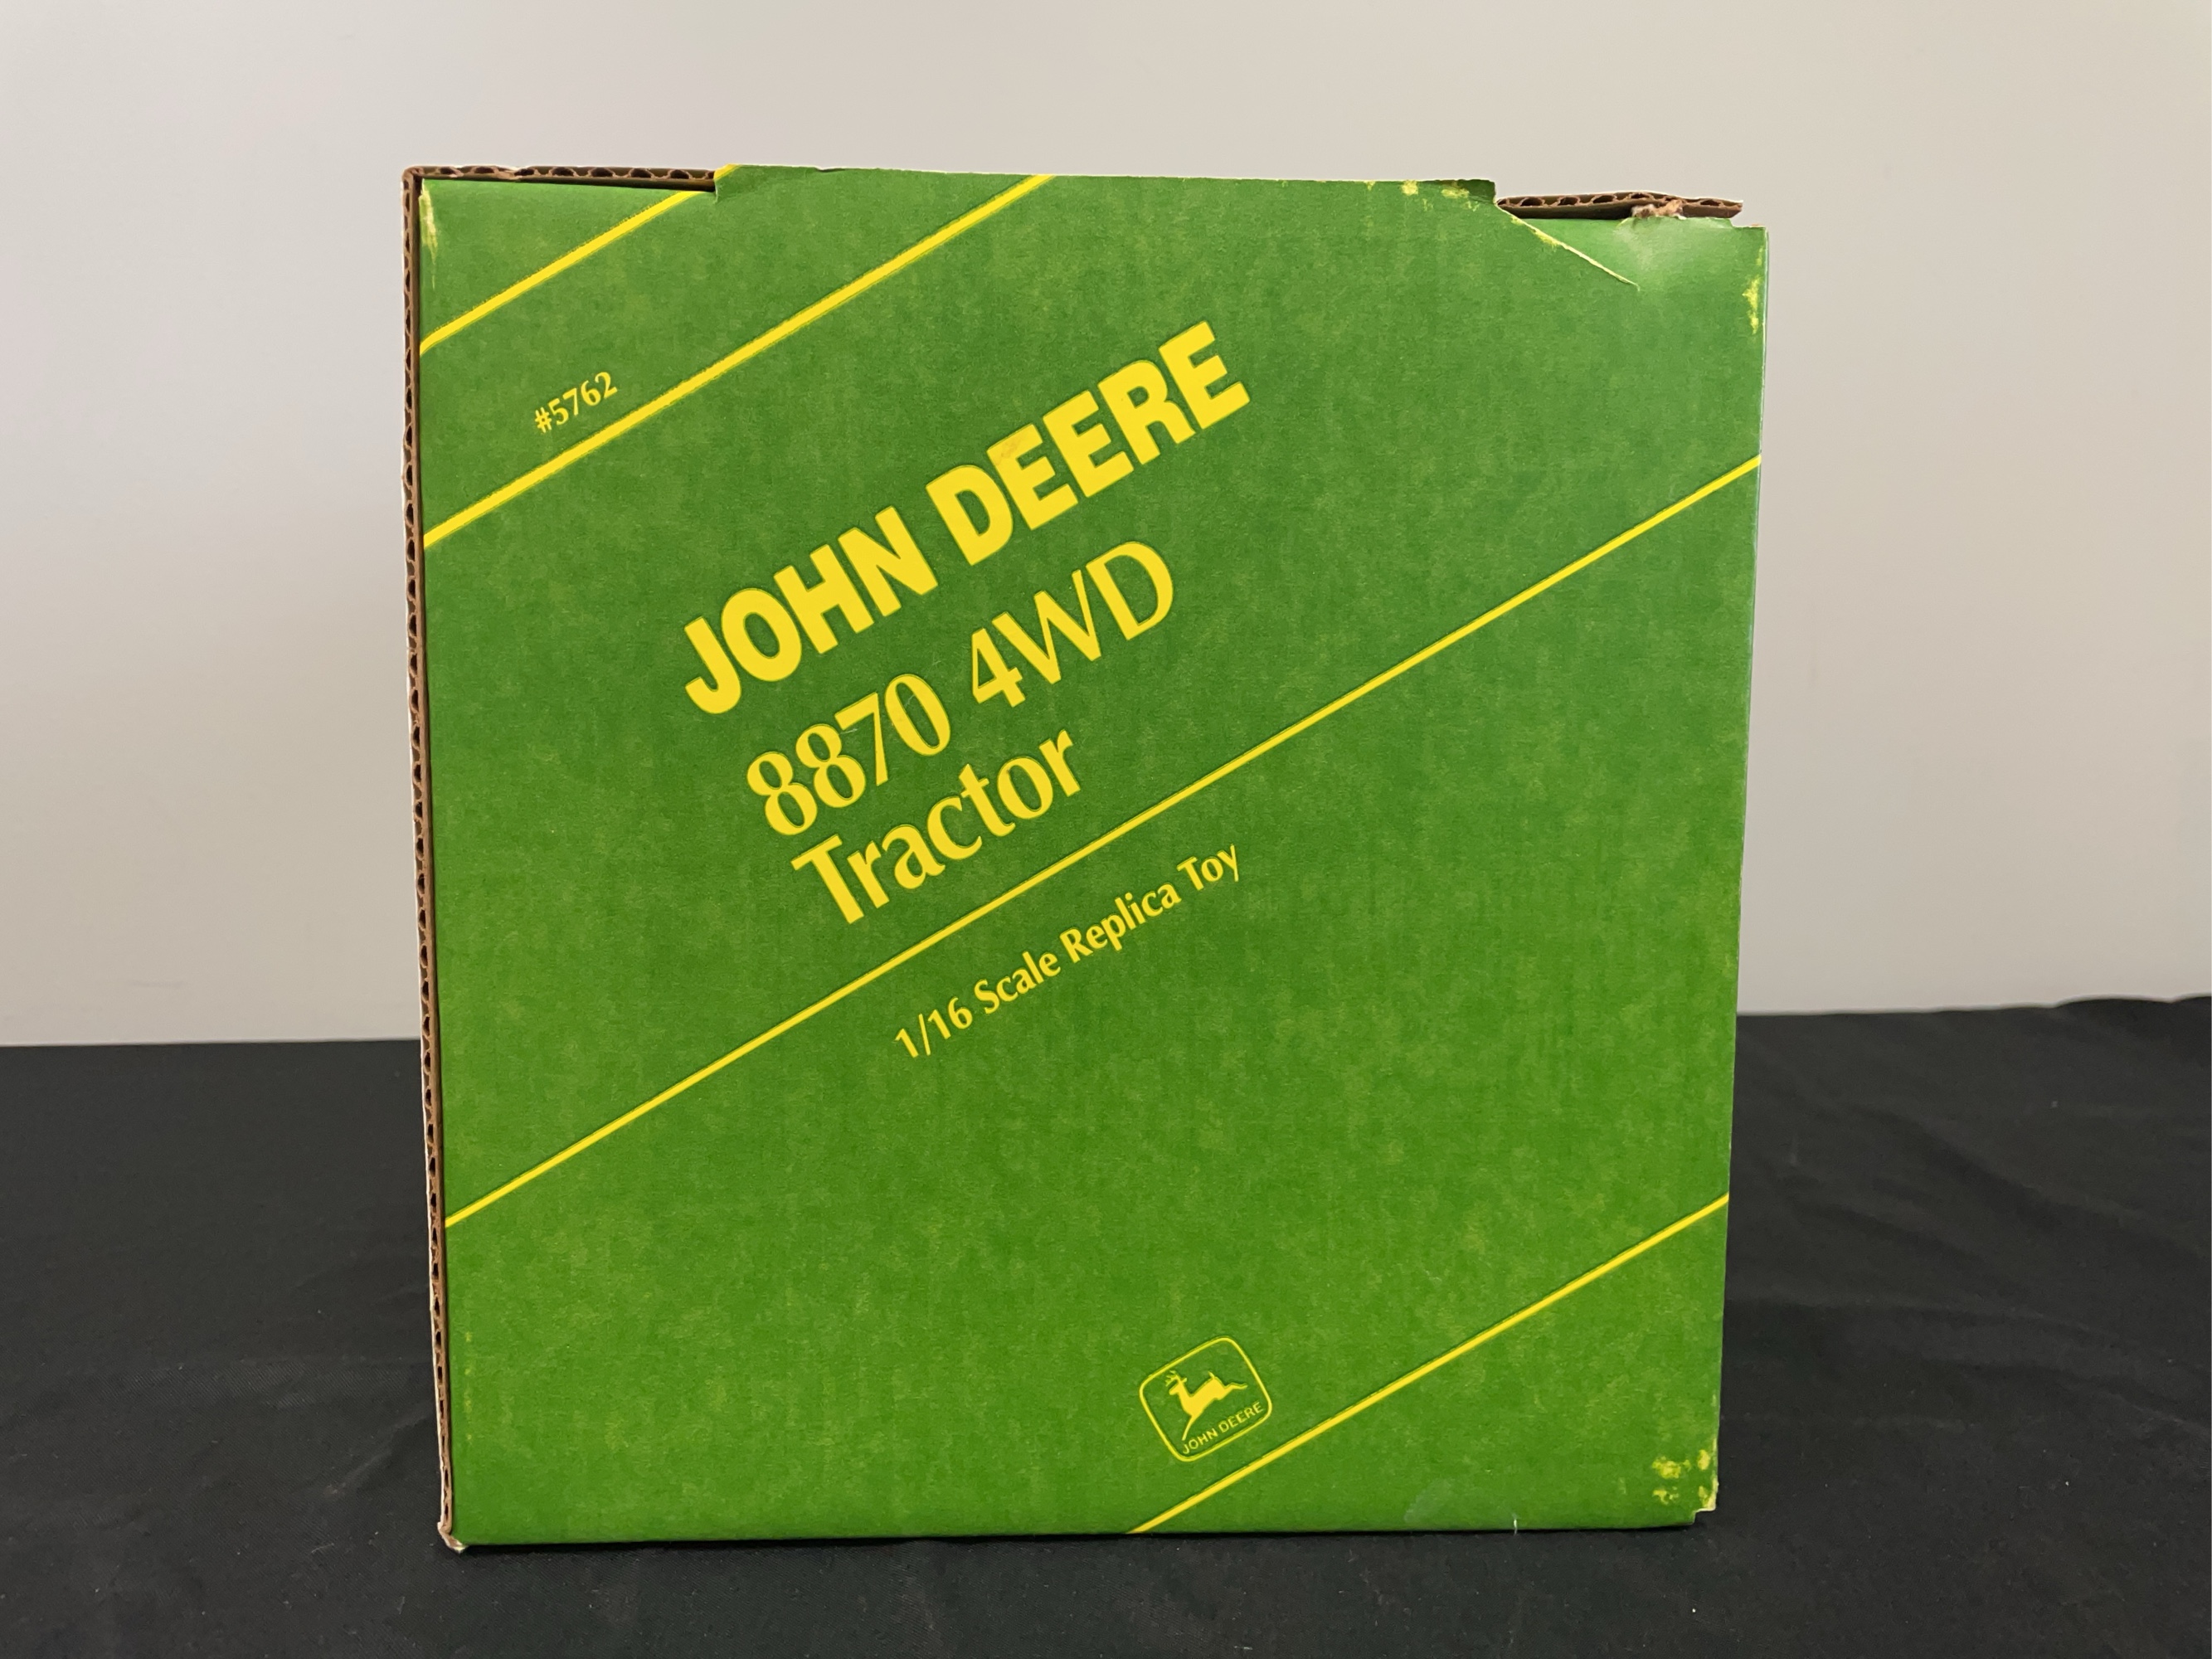 #5762
JOHN DEERE
8870 4WD
Tractor
1/16 Scale Replica Toy
JOHN DEERE